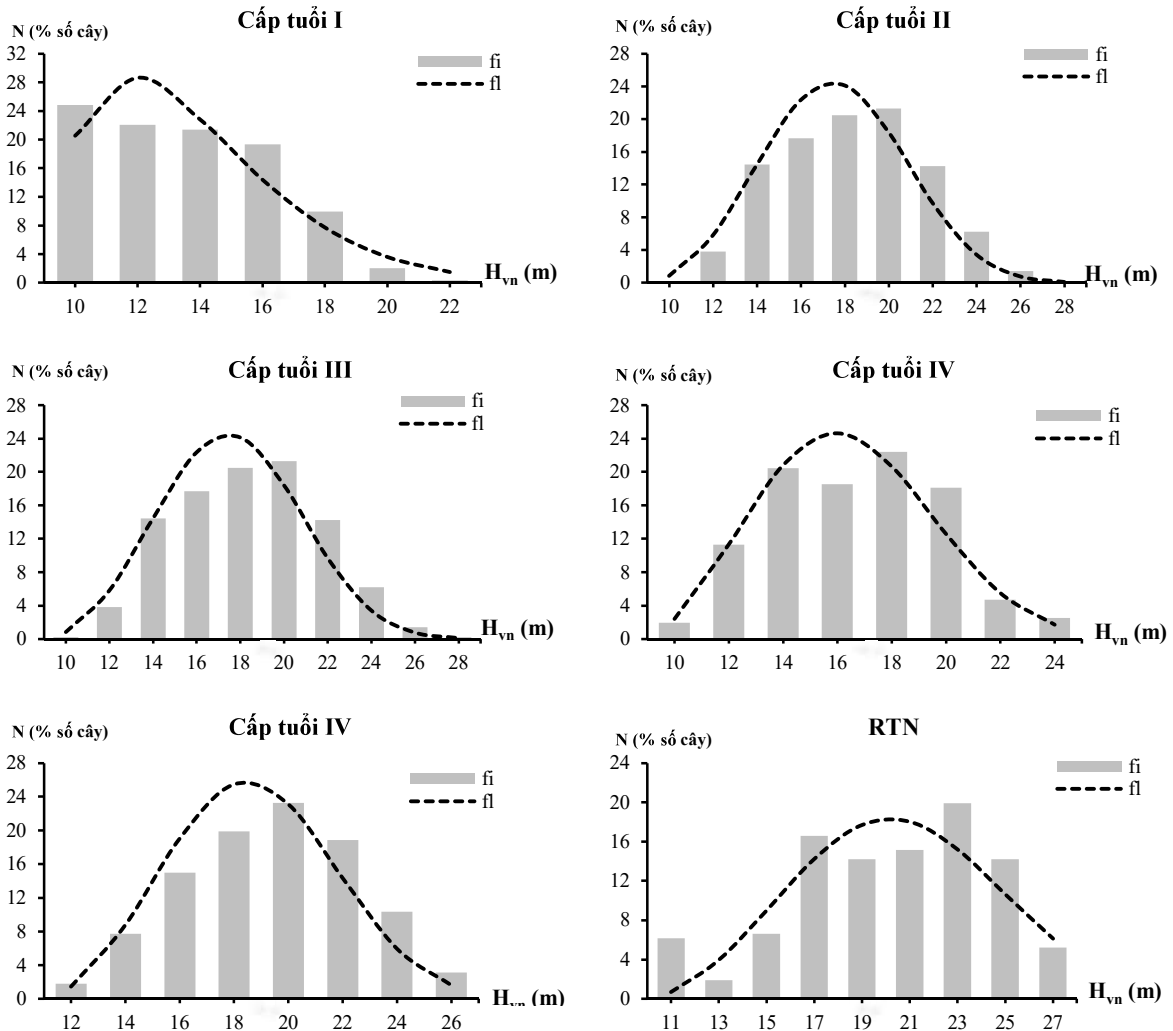 Cấp tuổi I
N (% số cây)
fi
fl
32
28
24
20
16
12
8
4
0
10 12 14 16 18 20 22
Hvn (m)
Cấp tuổi II
N (% số cây)
fi
fl
28
24
20
16
12
8
4
0
10 12 14 16 18 20 22 24 26 28
Hvn (m)
Cấp tuổi III
N (% số cây)
fi
fl
28
24
20
16
12
8
4
0
10 12 14 16 18 20 22 24 26 28
Hvn (m)
Cấp tuổi IV
N (% số cây)
fi
fl
28
24
20
16
12
8
4
0
10 12 14 16 18 20 22 24
Hvn (m)
Cấp tuổi IV
N (% số cây)
fi
fl
28
24
20
16
12
8
4
0
12 14 16 18 20 22 24 26
Hvn (m)
RTN
N (% số cây)
fi
fl
24
20
16
12
8
4
0
11 13 15 17 19 21 23 25 27
Hvn (m)